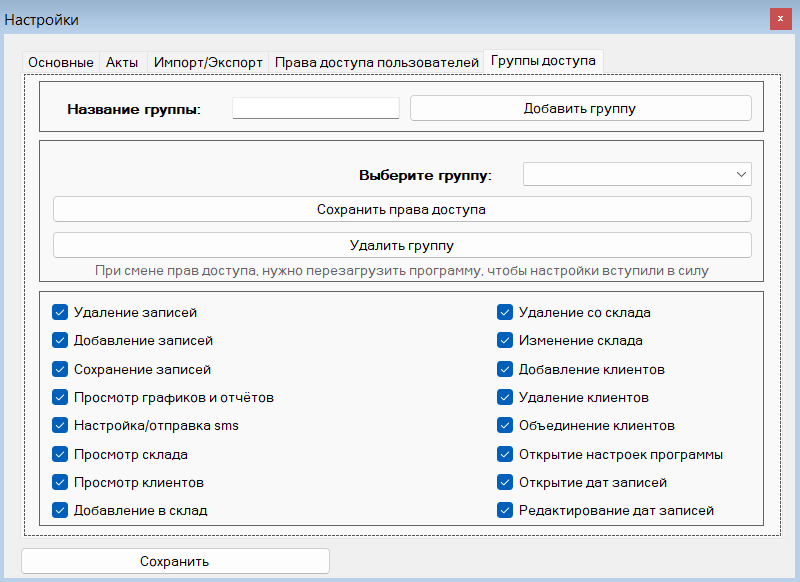 Настройки
x
Основные Акты Импорт/Экспорт Права доступа пользователей Группы доступа
Название группы: Добавить группу
Выберите группу:
Сохранить права доступа
Удалить группу
При смене прав доступа, нужно перезагрузить программу, чтобы настройки вступили в силу
Удаление записей Удаление со склада
Добавление записей Изменение склада
Сохранение записей Добавление клиентов
Просмотр графиков и отчётов Удаление клиентов
Настройка/отправка sms Объединение клиентов
Просмотр склада Открытие настроек программы
Просмотр клиентов Открытие дат записей
Добавление в склад Редактирование дат записей
Сохранить